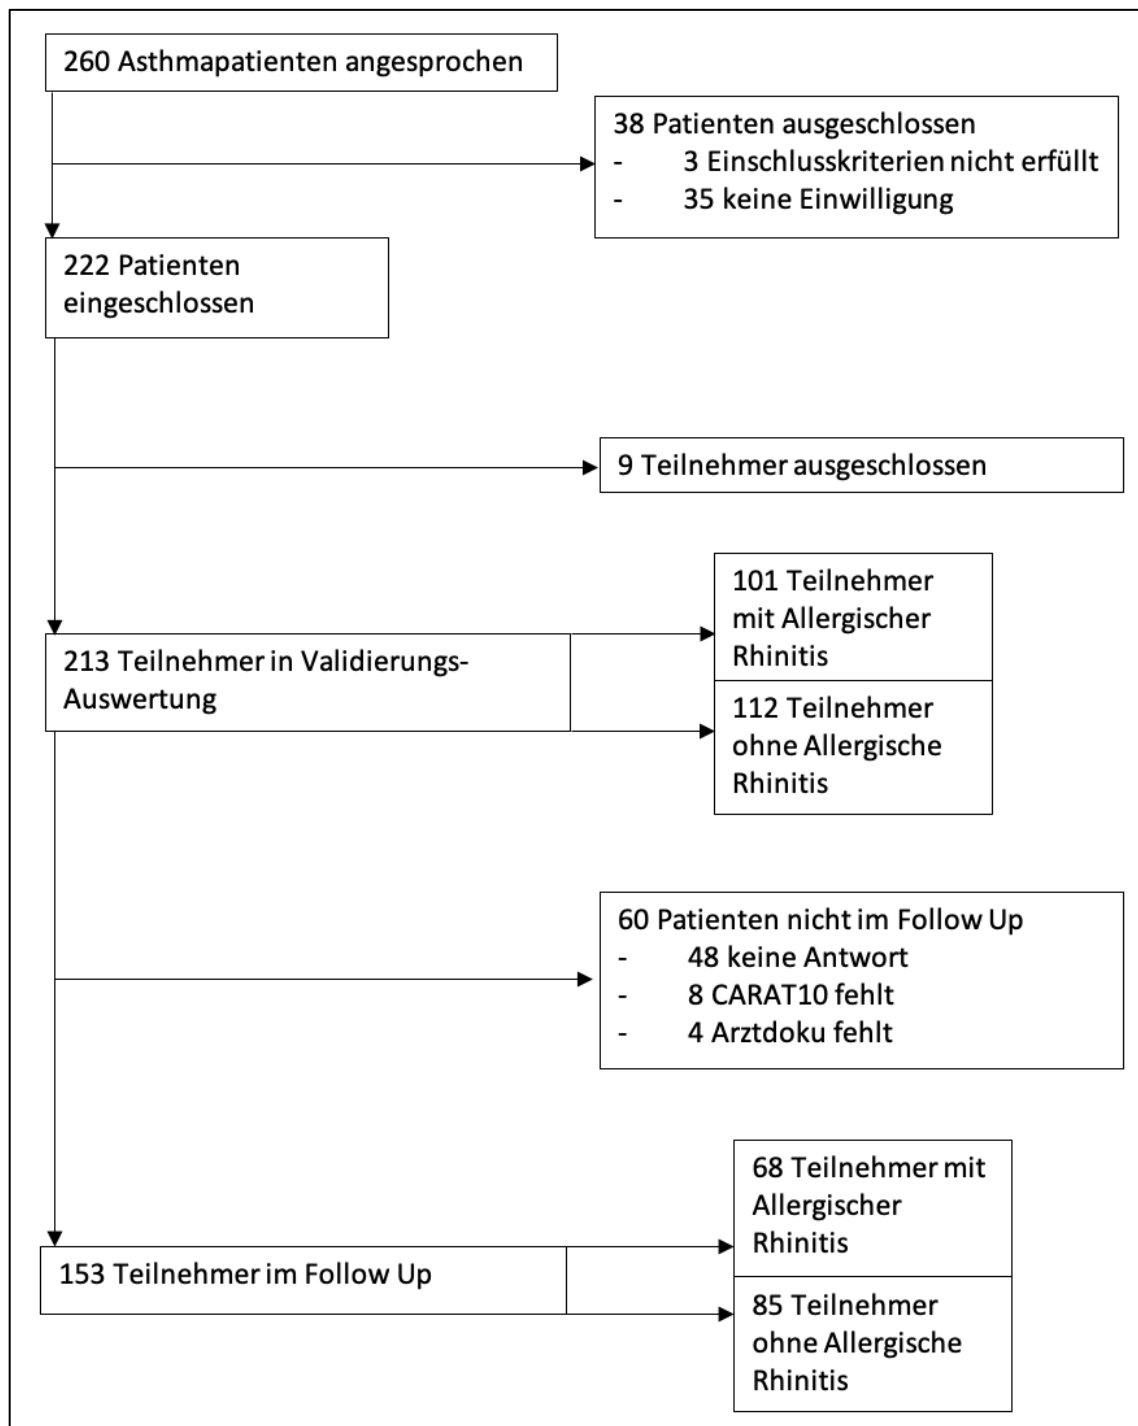 260 Asthmapatienten angesprochen
38 Patienten ausgeschlossen
- 3 Einschlusskriterien nicht erfüllt
- 35 keine Einwilligung
222 Patienten
eingeschlossen
9 Teilnehmer ausgeschlossen
101 Teilnehmer
mit Allergischer
Rhinitis
213 Teilnehmer in Validierungs-
Auswertung
112 Teilnehmer
ohne Allergische
Rhinitis
60 Patienten nicht im Follow Up
- 48 keine Antwort
- 8 CARAT10 fehlt
- 4 Arztdoku fehlt
68 Teilnehmer mit
Allergischer
Rhinitis
153 Teilnehmer im Follow Up
85 Teilnehmer
ohne Allergische
Rhinitis